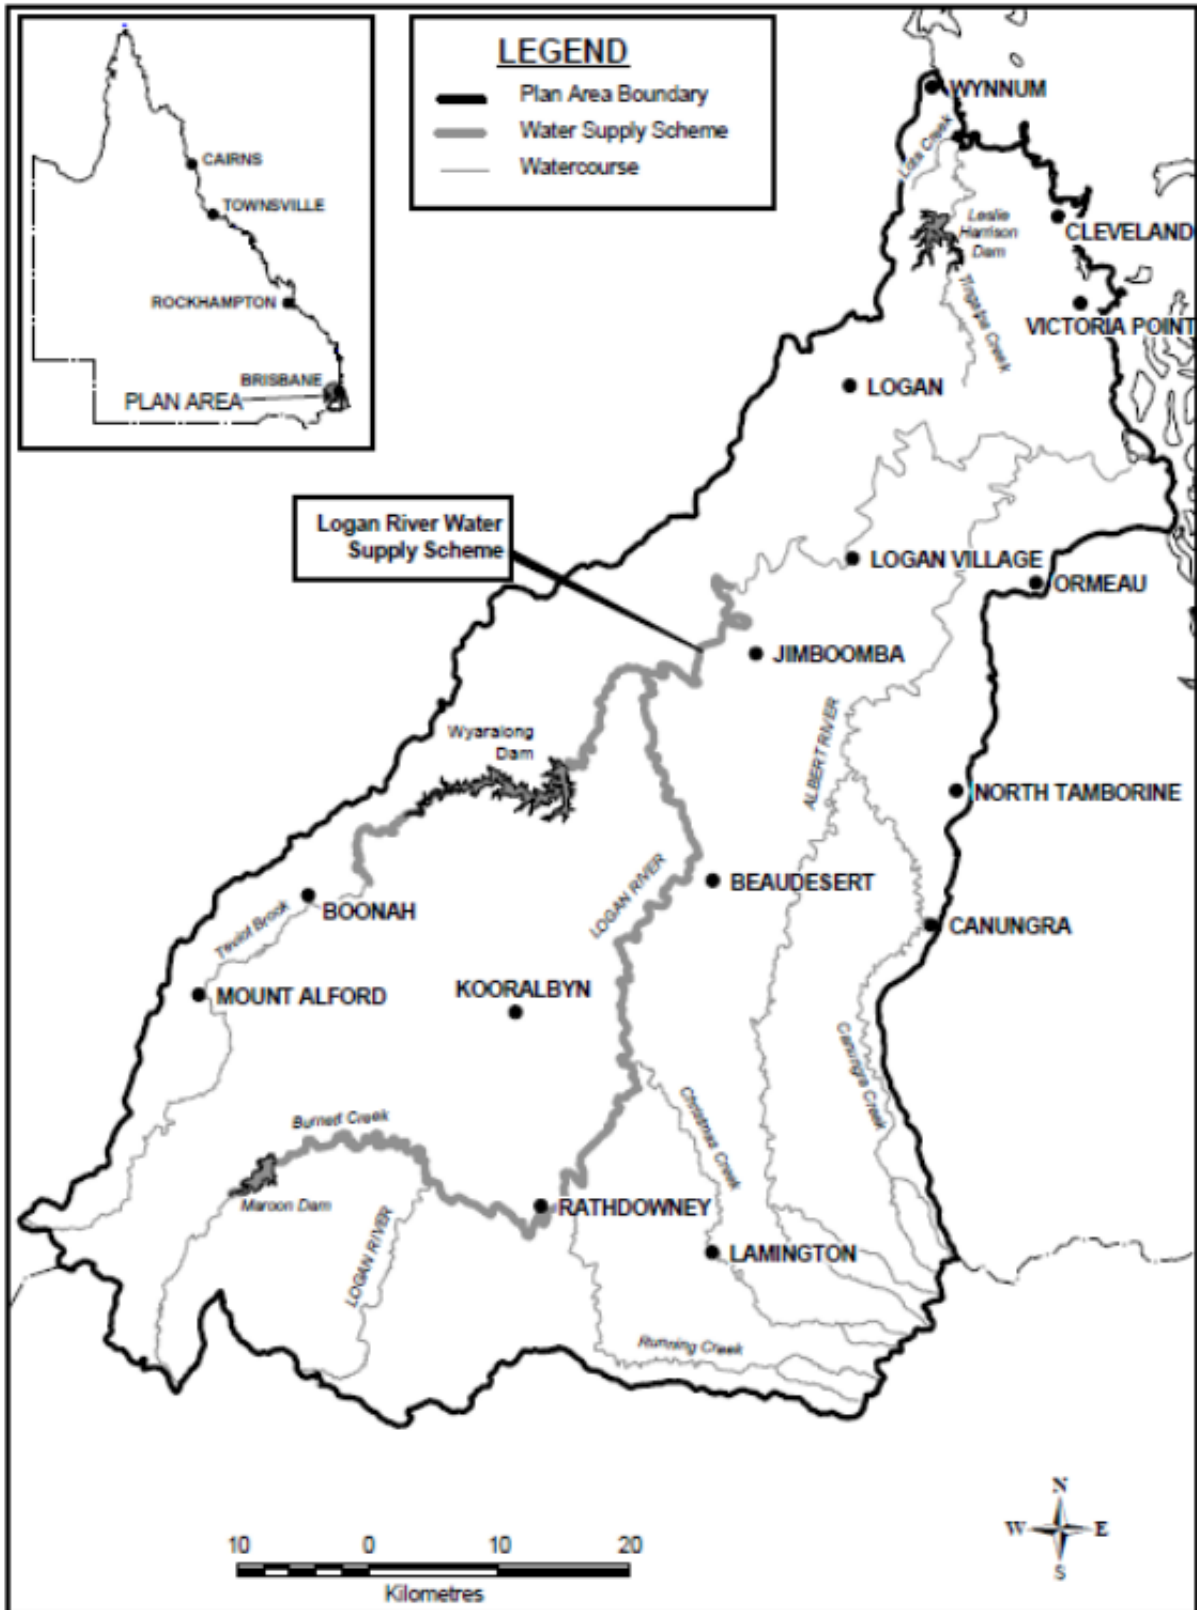 LEGEND
Plan Area Boundary
Water Supply Scheme
Watercourse
CAIRNS
TOWNSVILLE
ROCKHAMPTON
BRISBANE
PLAN AREA
WYNNUM
Lota Creek
Leslie
Harrison
Dam
CLEVELAND
Tingalpa Creek
VICTORIA POINT
LOGAN
Logan River Water
Supply Scheme
LOGAN VILLAGE
ORMEAU
JIMBOOMBA
Wyaralong
Dam
ALBERT RIVER
NORTH TAMBORINE
BEAUDESERT
LOGAN RIVER
BOONAH
Teviot Brook
CANUNGRA
MOUNT ALFORD
KOORALBYN
Canungra Creek
Christmas Creek
Burnett Creek
Maroon Dam
RATHDOWNEY
LOGAN RIVER
LAMINGTON
Running Creek
N
W E
S
10 0 10 20
Kilometres